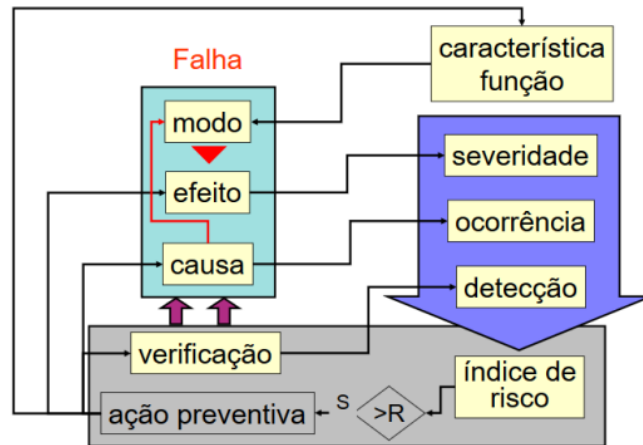 característica
função
Falha
modo
severidade
efeito
ocorrência
causa
detecção
verificação
índice de
risco
ação preventiva
S
>R